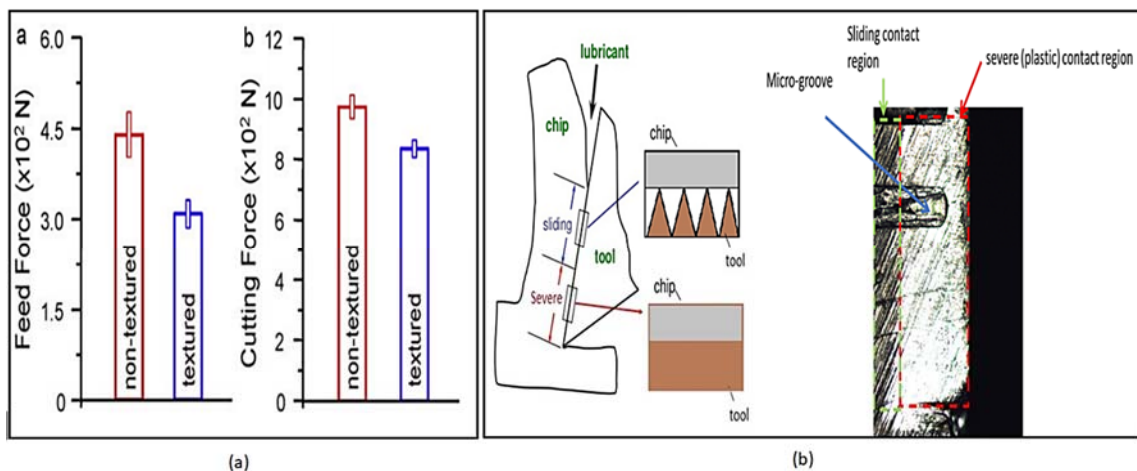 a
6.0
4.5
3.0
1.5
0
Feed Force (x10² N)
non-textured
textured
b
12
10
8
6
4
2
0
Cutting Force (x10² N)
non-textured
textured
(a)
lubricant
chip
sliding
tool
Severe
chip
tool
chip
tool
Sliding contact
region
Micro-groove
severe (plastic) contact region
(b)